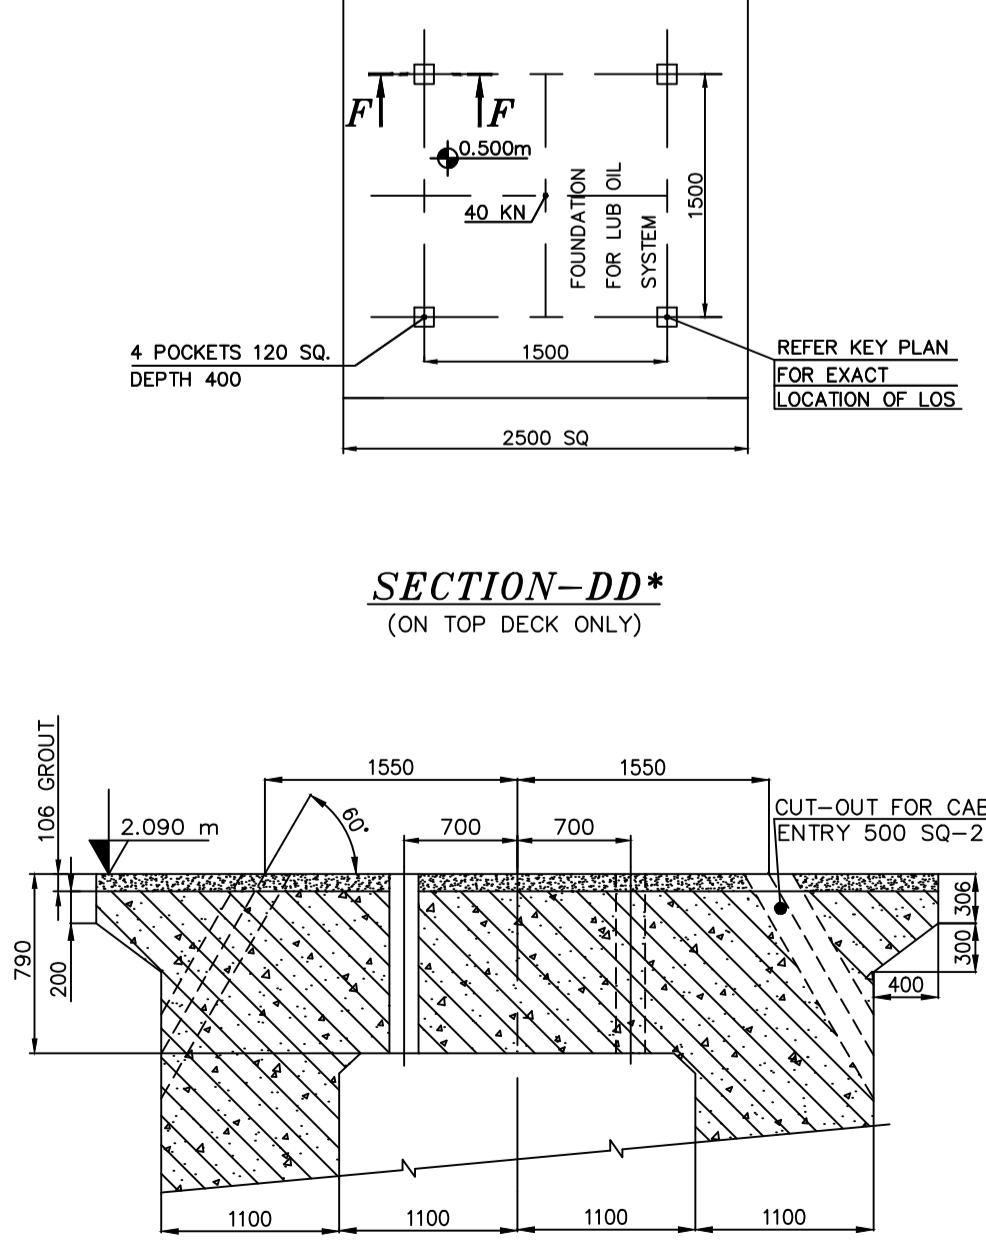 F
F
0.500m
40 KN
FOUNDATION
FOR LUB OIL
SYSTEM
1500
1500
4 POCKETS 120 SQ.
DEPTH 400
REFER KEY PLAN
FOR EXACT
LOCATION OF LOS
2500 SQ
SECTION-DD*
(ON TOP DECK ONLY)
106 GROUT
1550
1550
60°
2.090 m
700
700
CUT-OUT FOR CAB
ENTRY 500 SQ-2
790
200
306
300
400
1100
1100
1100
1100